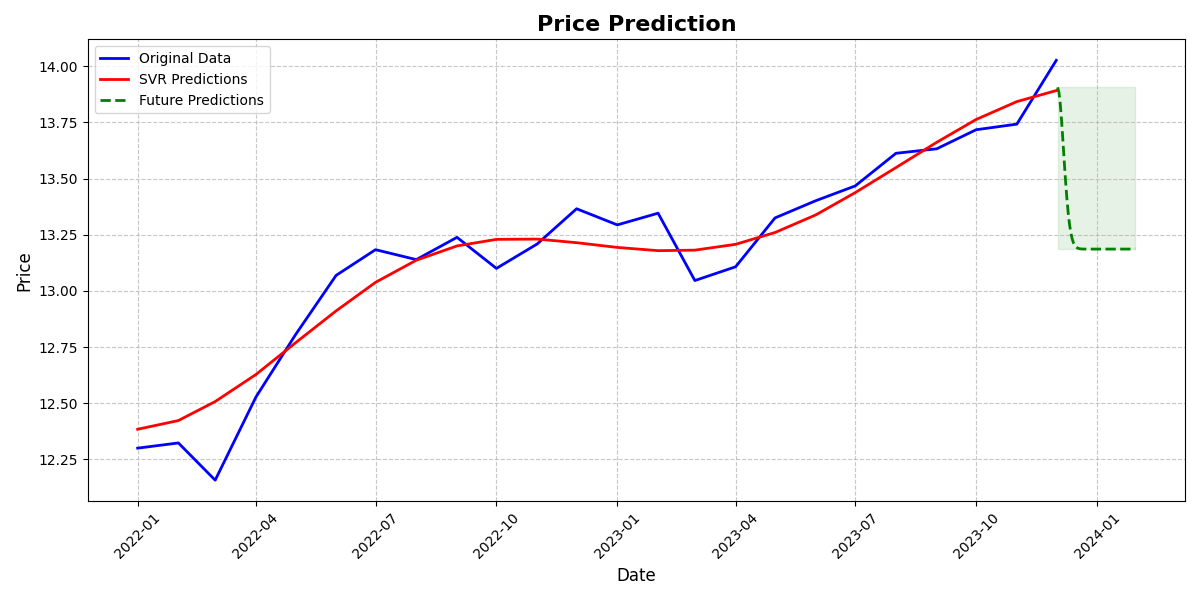 Price Prediction
Original Data
SVR Predictions
Future Predictions
Price
14.00
13.75
13.50
13.25
13.00
12.75
12.50
12.25
2022-01
2022-04
2022-07
2022-10
2023-01
2023-04
2023-07
2023-10
2024-01
Date